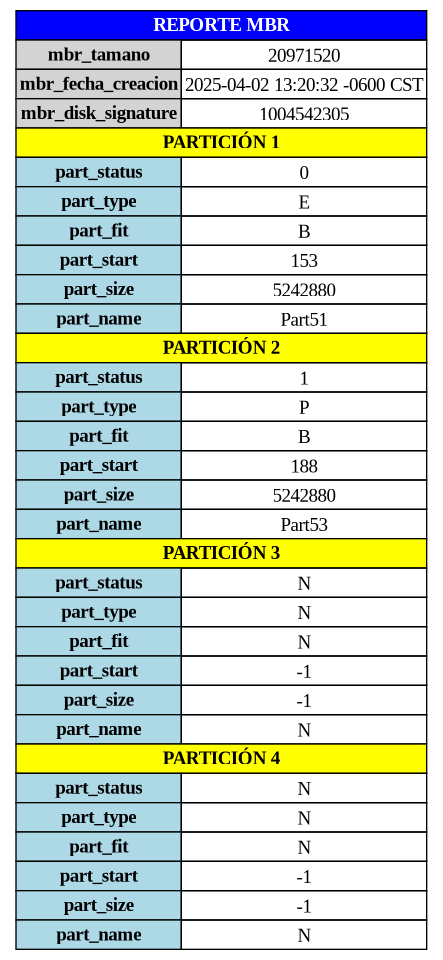 REPORTE MBR
mbr_tamano 20971520
mbr_fecha_creacion 2025-04-02 13:20:32 -0600 CST
mbr_disk_signature 1004542305
PARTICIÓN 1
part_status 0
part_type E
part_fit B
part_start 153
part_size 5242880
part_name Part51
PARTICIÓN 2
part_status 1
part_type P
part_fit B
part_start 188
part_size 5242880
part_name Part53
PARTICIÓN 3
part_status N
part_type N
part_fit N
part_start -1
part_size -1
part_name N
PARTICIÓN 4
part_status N
part_type N
part_fit N
part_start -1
part_size -1
part_name N